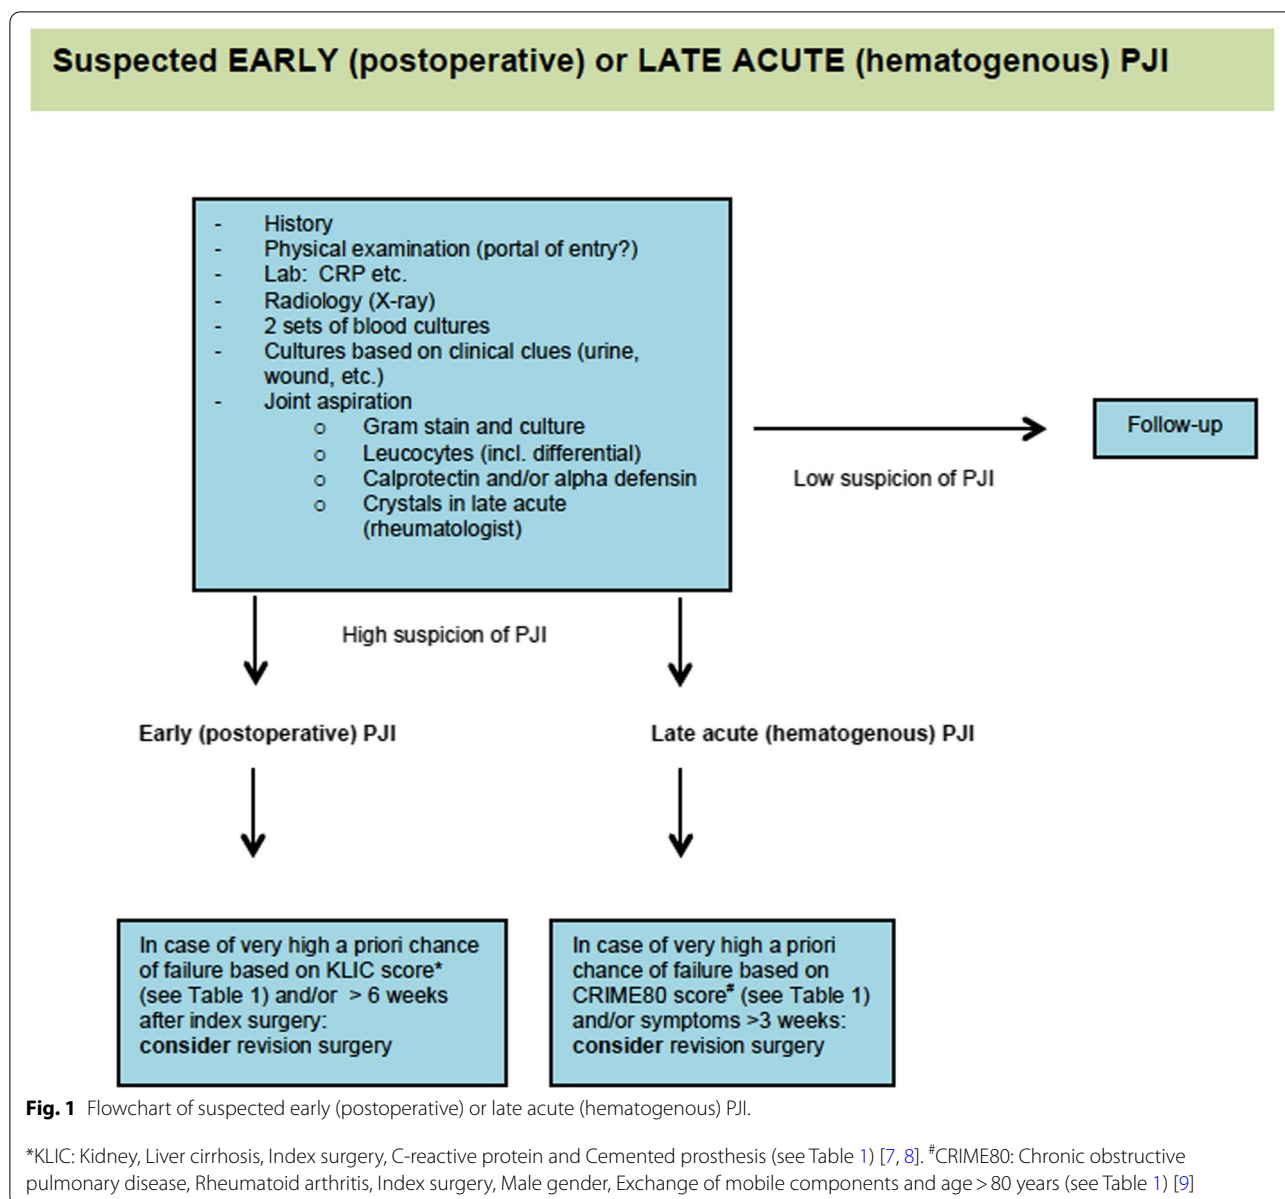 Suspected EARLY (postoperative) or LATE ACUTE (hematogenous) PJI
- History
- Physical examination (portal of entry?)
- Lab: CRP etc.
- Radiology (X-ray)
- 2 sets of blood cultures
- Cultures based on clinical clues (urine,
wound, etc.)
- Joint aspiration
o Gram stain and culture
o Leucocytes (incl. differential)
o Calprotectin and/or alpha defensin
o Crystals in late acute
(rheumatologist)
Follow-up
Low suspicion of PJI
High suspicion of PJI
Early (postoperative) PJI
Late acute (hematogenous) PJI
In case of very high a priori chance
of failure based on KLIC score*
(see Table 1) and/or > 6 weeks
after index surgery:
consider revision surgery
In case of very high a priori
chance of failure based on
CRIME80 score# (see Table 1)
and/or symptoms >3 weeks:
consider revision surgery
Fig. 1 Flowchart of suspected early (postoperative) or late acute (hematogenous) PJI.
*KLIC: Kidney, Liver cirrhosis, Index surgery, C-reactive protein and Cemented prosthesis (see Table 1) [7, 8]. #CRIME80: Chronic obstructive
pulmonary disease, Rheumatoid arthritis, Index surgery, Male gender, Exchange of mobile components and age > 80 years (see Table 1) [9]